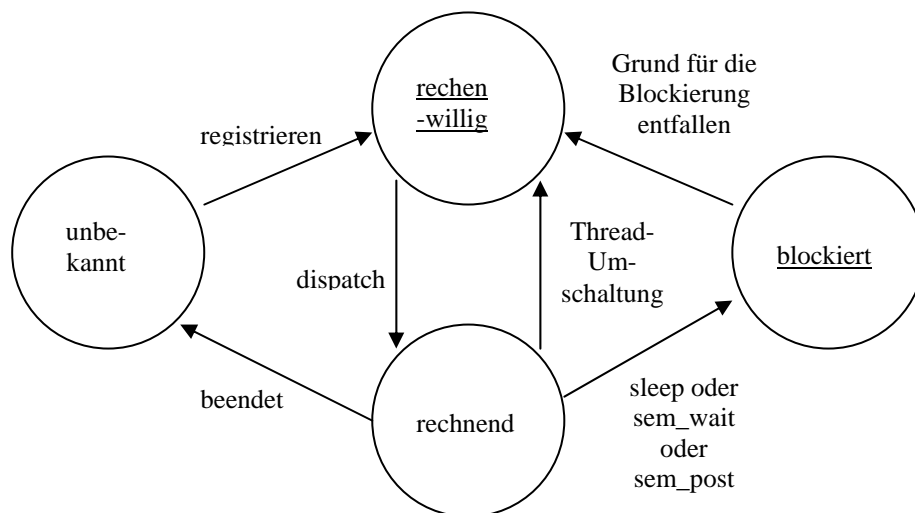 Grund für die
Blockierung
entfallen
rechen
-willig
registrieren
unbe-
kannt
Thread-
Um-
schaltung
blockiert
dispatch
beendet
rechnend
sleep oder
sem_wait
oder
sem_post